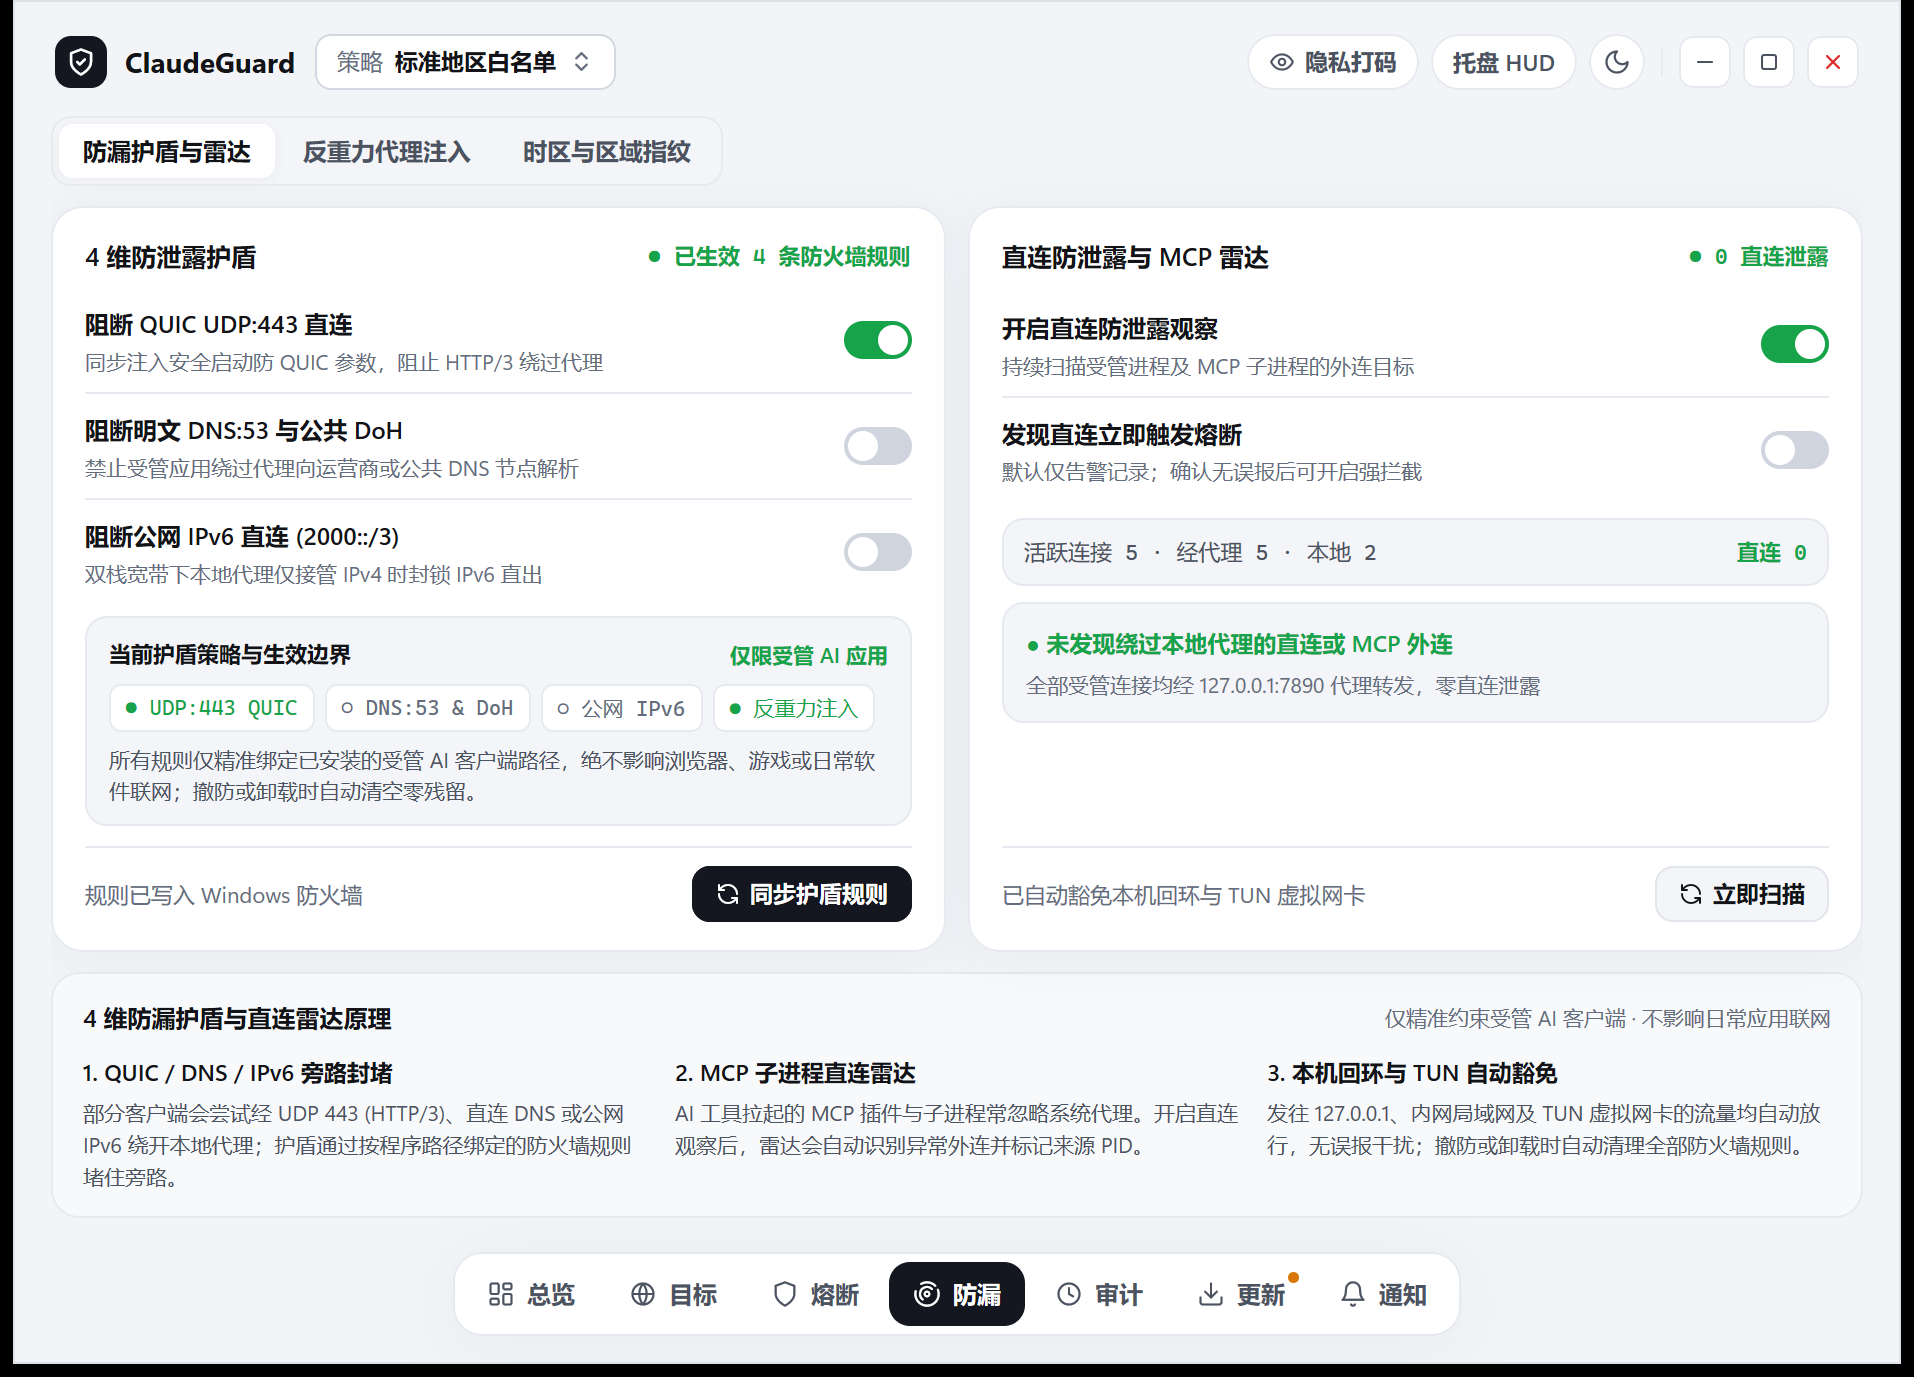 ClaudeGuard
策略 标准地区白名单
隐私打码
托盘 HUD
防漏护盾与雷达
反重力代理注入
时区与区域指纹
4 维防泄露护盾
已生效 4 条防火墙规则
阻断 QUIC UDP:443 直连
同步注入安全启动防 QUIC 参数，阻止 HTTP/3 绕过代理
阻断明文 DNS:53 与公共 DoH
禁止受管应用绕过代理向运营商或公共 DNS 节点解析
阻断公网 IPv6 直连 (2000::/3)
双栈宽带下本地代理仅接管 IPv4 时封锁 IPv6 直出
当前护盾策略与生效边界
仅限受管 AI 应用
UDP:443 QUIC
DNS:53 & DoH
公网 IPv6
反重力注入
所有规则仅精准绑定已安装的受管 AI 客户端路径，绝不影响浏览器、游戏或日常软
件联网；撤防或卸载时自动清空零残留。
规则已写入 Windows 防火墙
同步护盾规则
直连防泄露与 MCP 雷达
0 直连泄露
开启直连防泄露观察
持续扫描受管进程及 MCP 子进程的外连目标
发现直连立即触发熔断
默认仅告警记录；确认无误报后可开启强拦截
活跃连接 5 · 经代理 5 · 本地 2
直连 0
未发现绕过本地代理的直连或 MCP 外连
全部受管连接均经 127.0.0.1:7890 代理转发，零直连泄露
已自动豁免本机回环与 TUN 虚拟网卡
立即扫描
4 维防漏护盾与直连雷达原理
仅精准约束受管 AI 客户端 · 不影响日常应用联网
1. QUIC / DNS / IPv6 旁路封堵
部分客户端会尝试经 UDP 443 (HTTP/3)、直连 DNS 或公网
IPv6 绕开本地代理；护盾通过按程序路径绑定的防火墙规则
堵住旁路。
2. MCP 子进程直连雷达
AI 工具拉起的 MCP 插件与子进程常忽略系统代理。开启直连
观察后，雷达会自动识别异常外连并标记来源 PID。
3. 本机回环与 TUN 自动豁免
发往 127.0.0.1、内网局域网及 TUN 虚拟网卡的流量均自动放
行，无误报干扰；撤防或卸载时自动清理全部防火墙规则。
总览
目标
熔断
防漏
审计
更新
通知